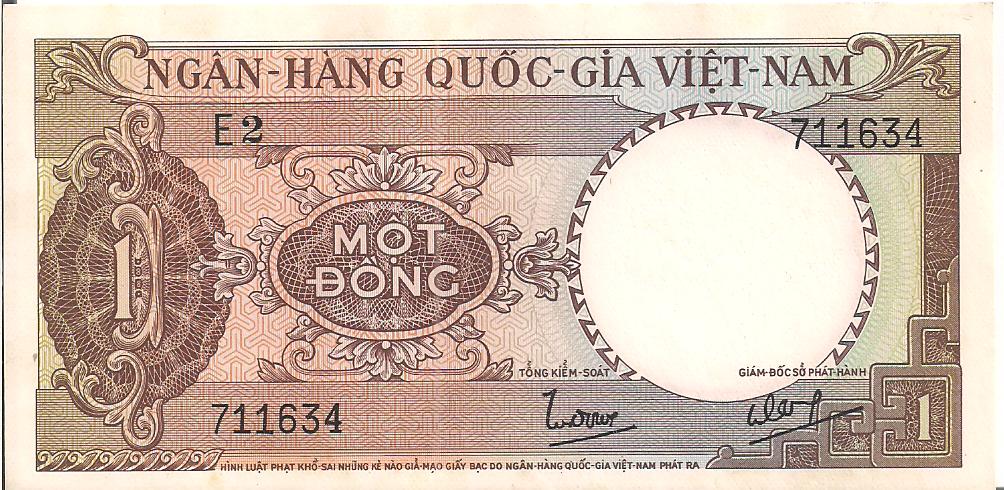 NGÂN-HÀNG QUỐC-GIA VIỆT-NAM
E2 711634
1
MỘT
ĐỒNG
TỔNG KIỂM-SOÁT GIÁM-ĐỐC SỞ PHÁT-HÀNH
711634
1
HÌNH LUẬT PHẠT KHỔ-SAI NHỮNG KẺ NÀO GIẢ-MẠO GIẤY BẠC DO NGÂN-HÀNG QUỐC-GIA VIỆT-NAM PHÁT RA